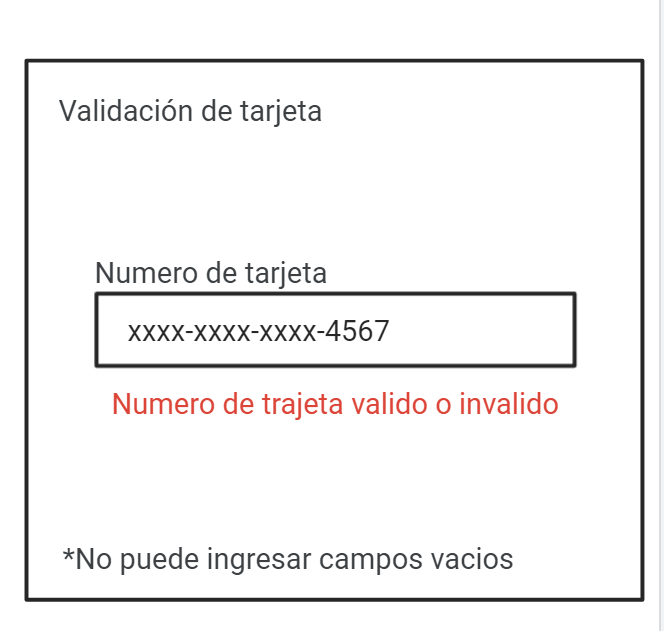 Validación de tarjeta
Numero de tarjeta
xxxx-xxxx-xxxx-4567
Numero de trajeta valido o invalido
*No puede ingresar campos vacios